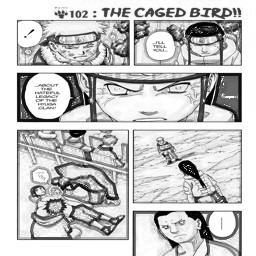 102: THE CAGED BIRD!!
...!
I'LL
TELL
YOU...
...ABOUT
THE
HATEFUL
LEGACY
OF THE
HYUGA
CLAN!